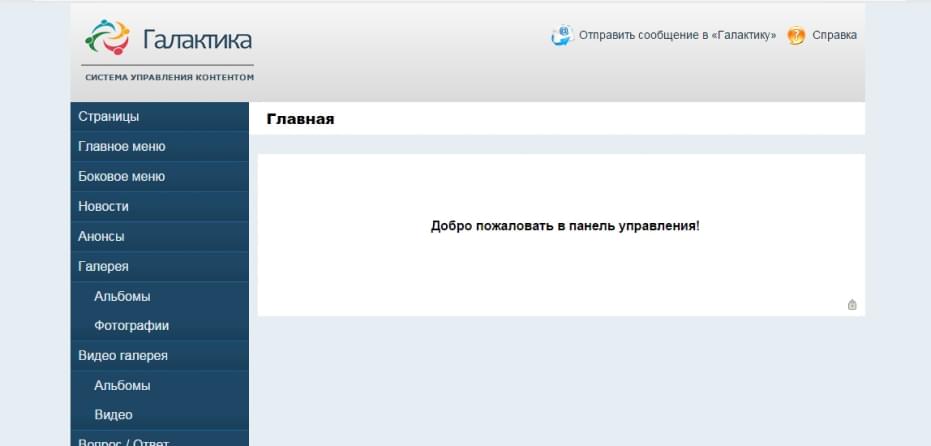 Галактика
СИСТЕМА УПРАВЛЕНИЯ КОНТЕНТОМ
Отправить сообщение в «Галактику»
Справка
Страницы
Главное меню
Боковое меню
Новости
Анонсы
Галерея
Альбомы
Фотографии
Видео галерея
Альбомы
Видео
Вопрос / Ответ
Главная
Добро пожаловать в панель управления!